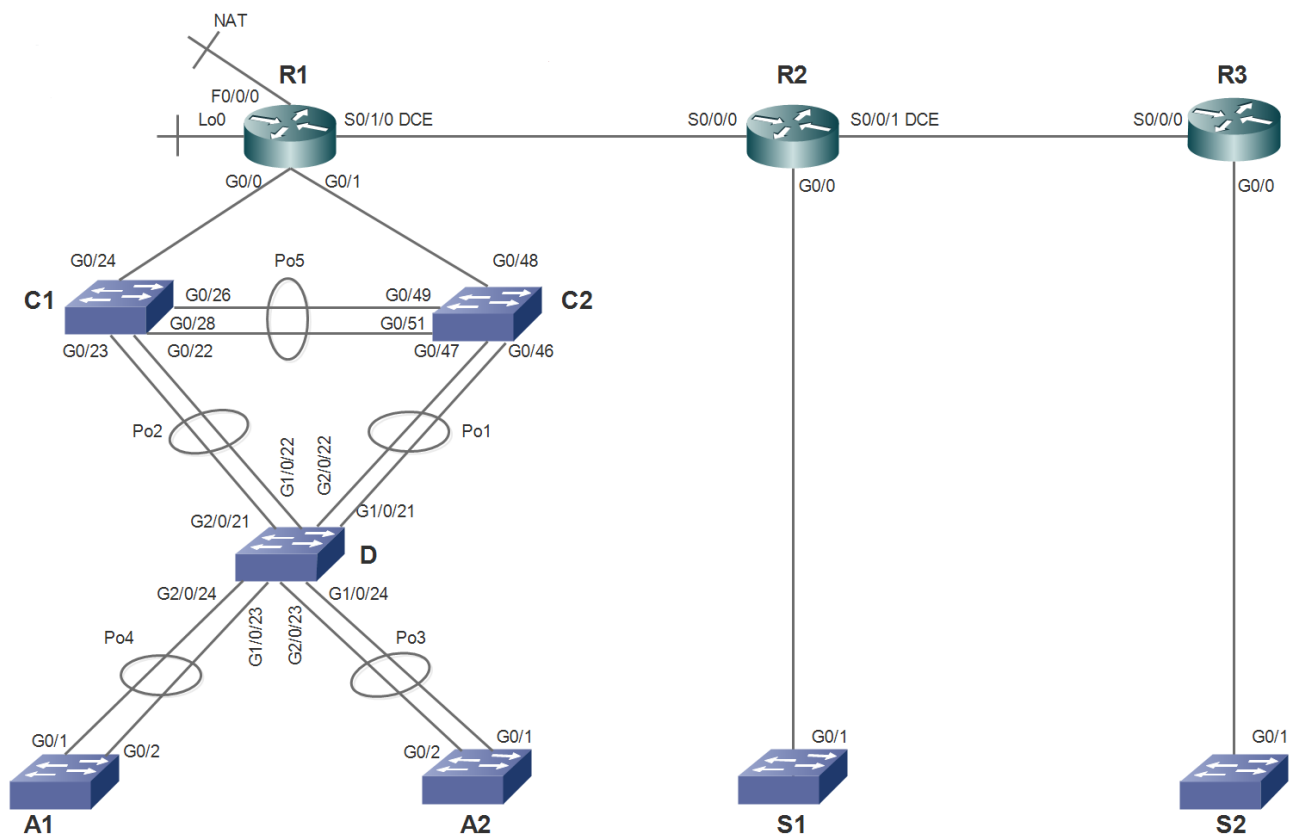 NAT
R1
R2
R3
F0/0/0
Lo0
S0/1/0 DCE
S0/0/0
S0/0/1 DCE
S0/0/0
G0/0
G0/1
G0/0
G0/0
G0/24
Po5
G0/48
C1
G0/26
G0/49
C2
G0/28
G0/51
G0/23
G0/22
G0/47
G0/46
Po2
G1/0/22
G2/0/22
Po1
G2/0/21
G1/0/21
D
G2/0/24
G1/0/23
G2/0/23
G1/0/24
Po4
Po3
G0/1
G0/2
G0/2
G0/1
G0/1
G0/1
A1
A2
S1
S2